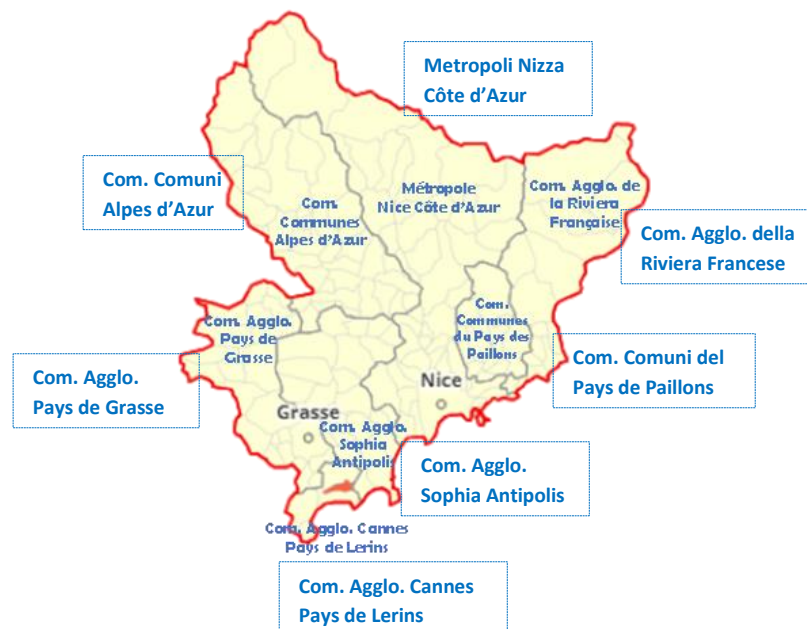 Metropoli Nizza
Côte d’Azur
Com. Comuni
Alpes d’Azur
Métropole
Nice Côte d’Azur
Com. Agglo. de
la Riviera
Française
Com.
Communes
Alpes d’Azur
Com. Agglo. della
Riviera Francese
Com.
Communes
du Pays des
Paillons
Com. Agglo.
Pays de
Grasse
Com. Comuni del
Pays de Paillons
Com. Agglo.
Pays de Grasse
Nice
Grasse
Com. Agglo.
Sophia
Antipolis
Com. Agglo.
Sophia Antipolis
Com. Agglo. Cannes
Pays de Lerins
Com. Agglo. Cannes
Pays de Lerins